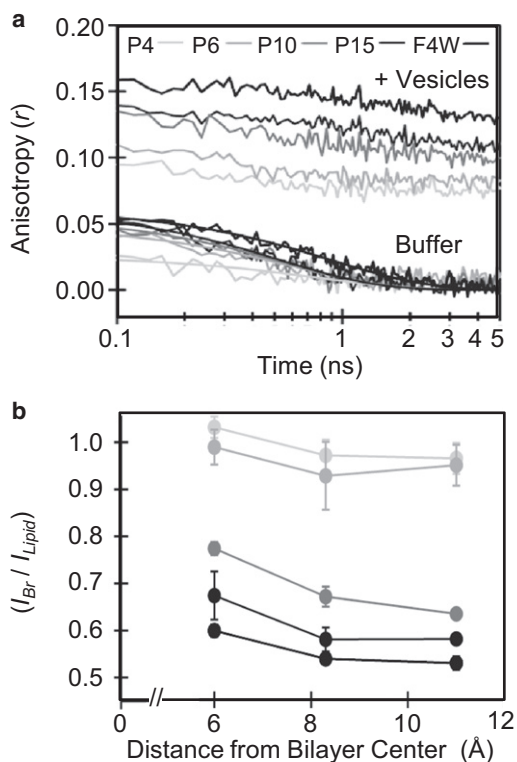 a
0.20
P4 P6 P10 P15 F4W
+ Vesicles
0.15
0.10
0.05
0.00
Anisotropy (r)
Buffer
0.1 1 2 3 4 5
Time (ns)
b
1.0
0.9
0.8
0.7
0.6
0.5
(I_Br / I_Lipid)
0 6 8 10 12
Distance from Bilayer Center (Å)